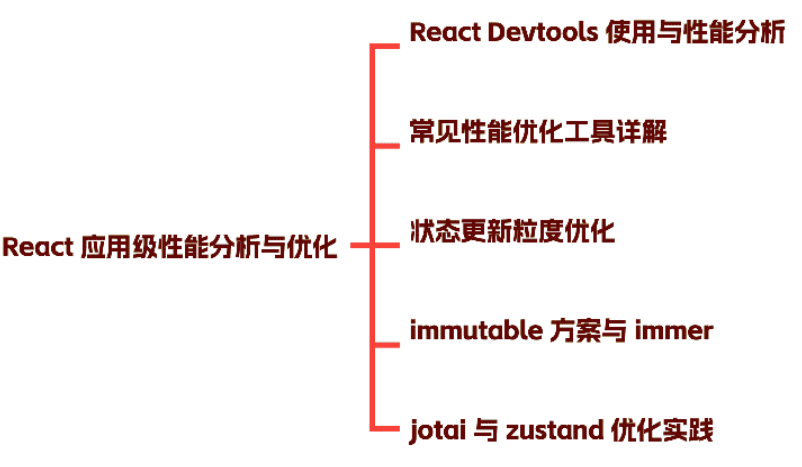 React Devtools 使用与性能分析
常见性能优化工具详解
状态更新粒度优化
React 应用级性能分析与优化
immutable 方案与 immer
jotai 与 zustand 优化实践